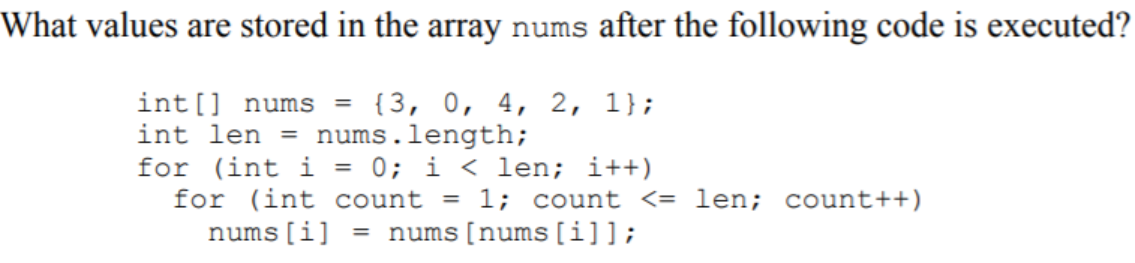 What values are stored in the array nums after the following code is executed?
int[] nums = {3, 0, 4, 2, 1};
int len = nums.length;
for (int i = 0; i < len; i++)
for (int count = 1; count <= len; count++)
nums[i] = nums[nums[i]];